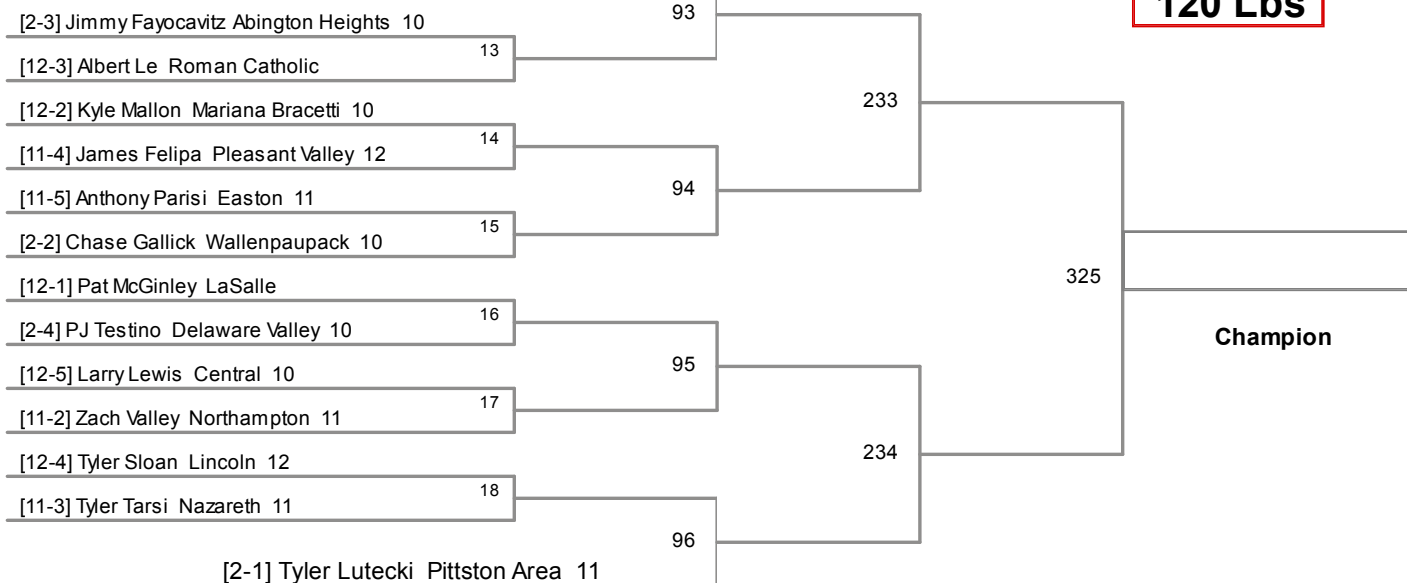 120 Lbs
93
[2-3] Jimmy Fayocavitz Abington Heights 10
13
[12-3] Albert Le Roman Catholic
233
[12-2] Kyle Mallon Mariana Bracetti 10
14
[11-4] James Felipa Pleasant Valley 12
94
[11-5] Anthony Parisi Easton 11
15
[2-2] Chase Gallick Wallenpaupack 10
325
[12-1] Pat McGinley LaSalle
16
[2-4] PJ Testino Delaware Valley 10
Champion
95
[12-5] Larry Lewis Central 10
17
[11-2] Zach Valley Northampton 11
234
[12-4] Tyler Sloan Lincoln 12
18
[11-3] Tyler Tarsi Nazareth 11
96
[2-1] Tyler Lutecki Pittston Area 11